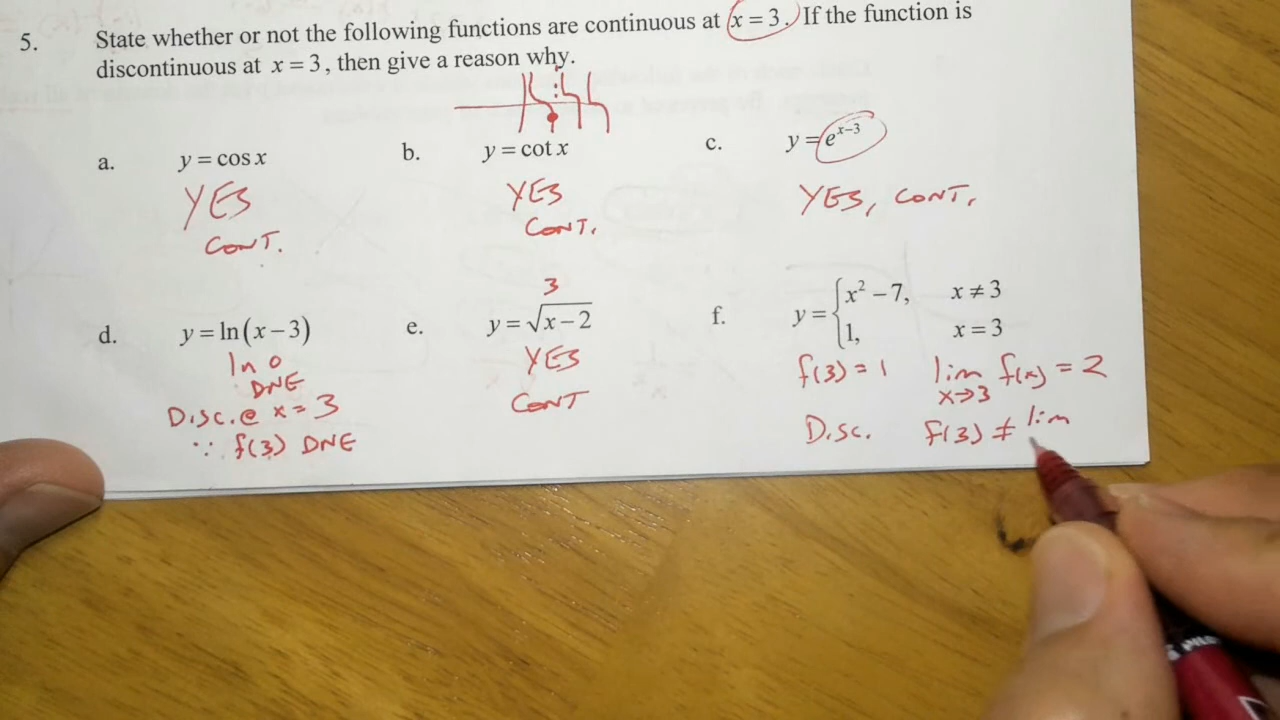 5. State whether or not the following functions are continuous at x = 3. If the function is
discontinuous at x = 3, then give a reason why.
a. y = cos x
YES
CONT.
b. y = cot x
YES
CONT.
c. y = e^{x−3}
YES, CONT.
d. y = ln(x − 3)
ln 0
DNE
Disc. @ x = 3
∵ f(3) DNE
3
e. y = √(x − 2)
YES
CONT
f. y = { x² − 7, x ≠ 3
1, x = 3
f(3) = 1 lim f(x) = 2
x→3
Disc. f(3) ≠ lim